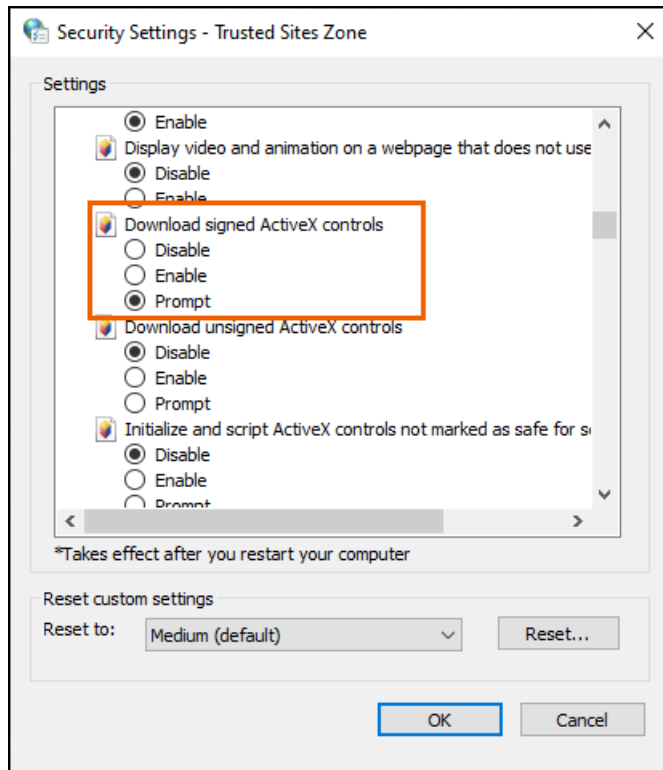 Security Settings - Trusted Sites Zone
Settings
Enable
Display video and animation on a webpage that does not use
Disable
Enable
Download signed ActiveX controls
Disable
Enable
Prompt
Download unsigned ActiveX controls
Disable
Enable
Prompt
Initialize and script ActiveX controls not marked as safe for
Disable
Enable
Prompt
*Takes effect after you restart your computer
Reset custom settings
Reset to:
Medium (default)
Reset...
OK
Cancel